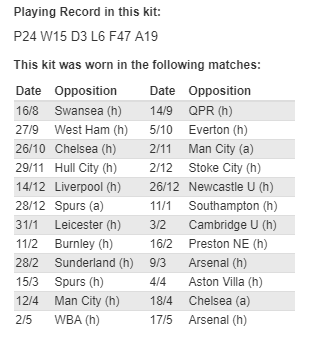 Playing Record in this kit:
P24 W15 D3 L6 F47 A19
This kit was worn in the following matches:
Date Opposition Date Opposition
16/8 Swansea (h) 14/9 QPR (h)
27/9 West Ham (h) 5/10 Everton (h)
26/10 Chelsea (h) 2/11 Man City (a)
29/11 Hull City (h) 2/12 Stoke City (h)
14/12 Liverpool (h) 26/12 Newcastle U (h)
28/12 Spurs (a) 11/1 Southampton (h)
31/1 Leicester (h) 3/2 Cambridge U (h)
11/2 Burnley (h) 16/2 Preston NE (h)
28/2 Sunderland (h) 9/3 Arsenal (h)
15/3 Spurs (h) 4/4 Aston Villa (h)
12/4 Man City (h) 18/4 Chelsea (a)
2/5 WBA (h) 17/5 Arsenal (h)